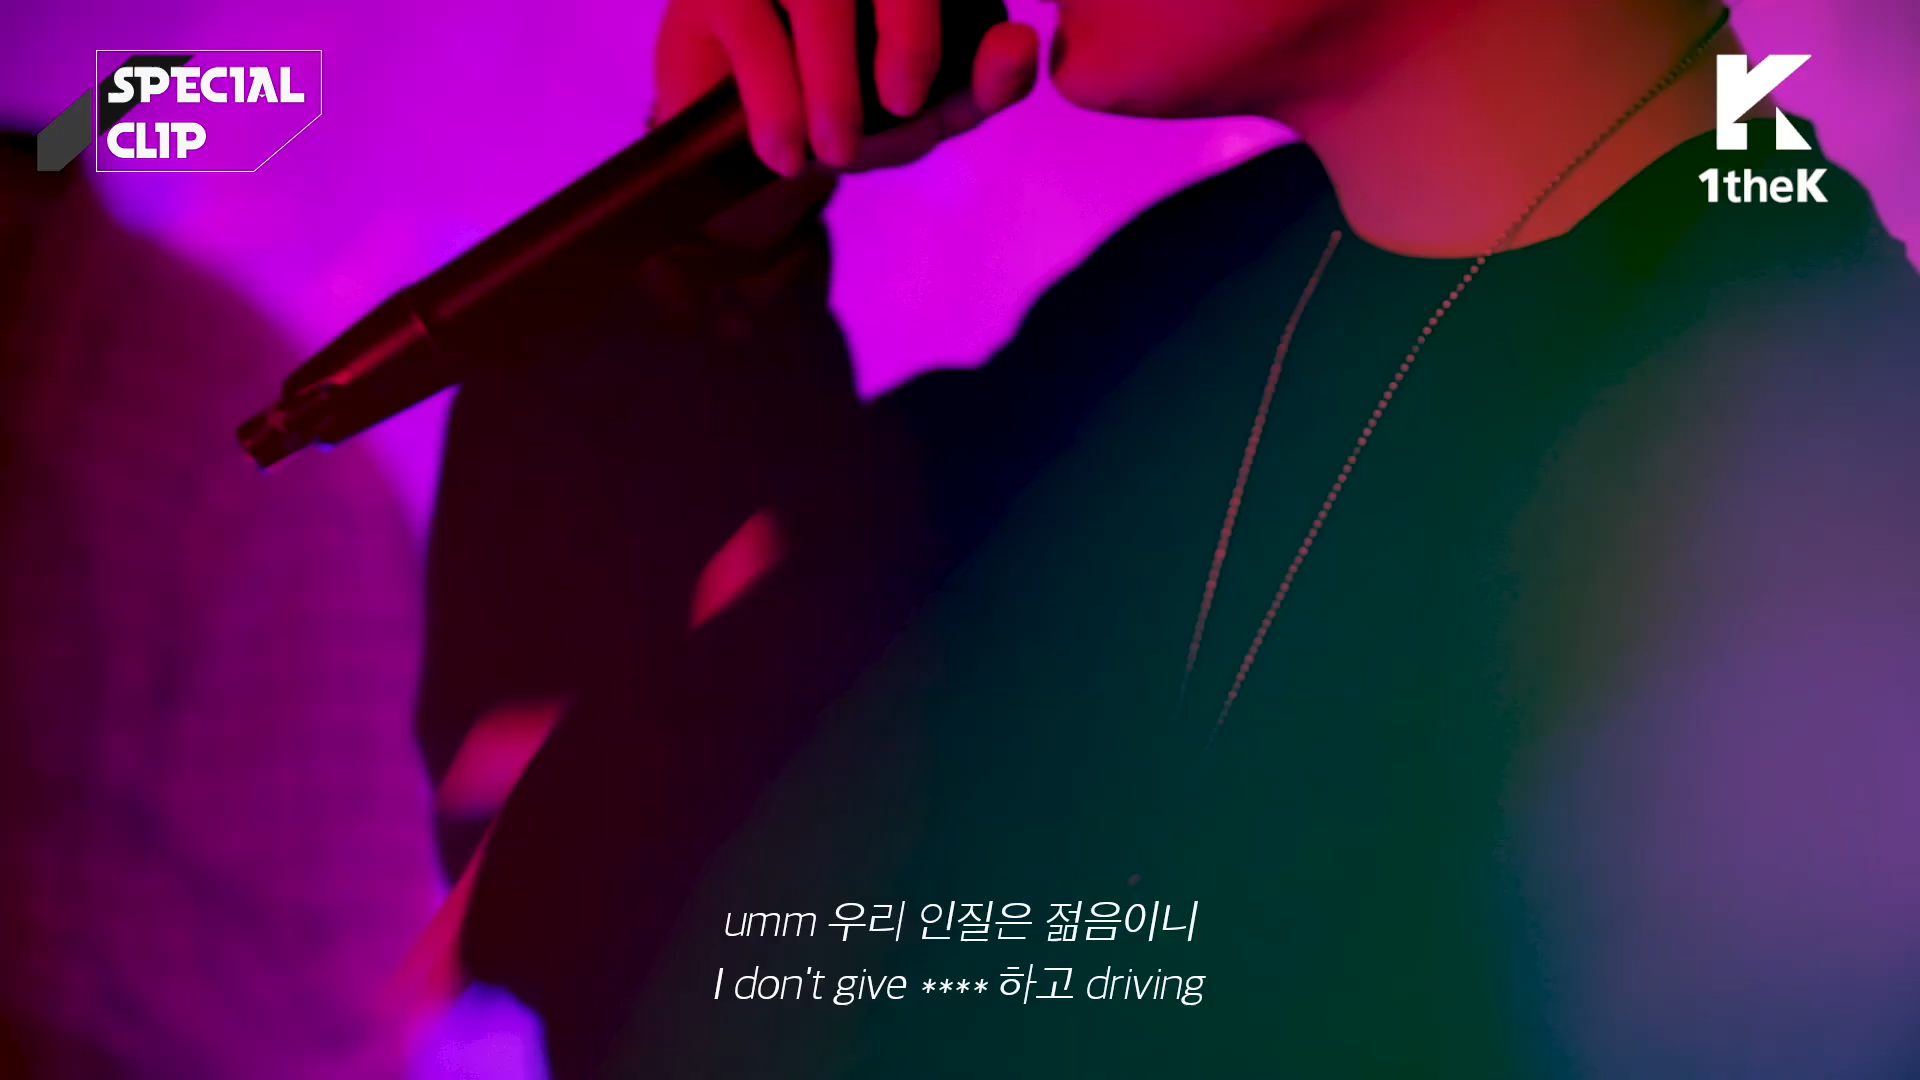 SPECIAL
CLIP
1theK
umm 우리 인질은 젊음이니
I don't give **** 하고 driving